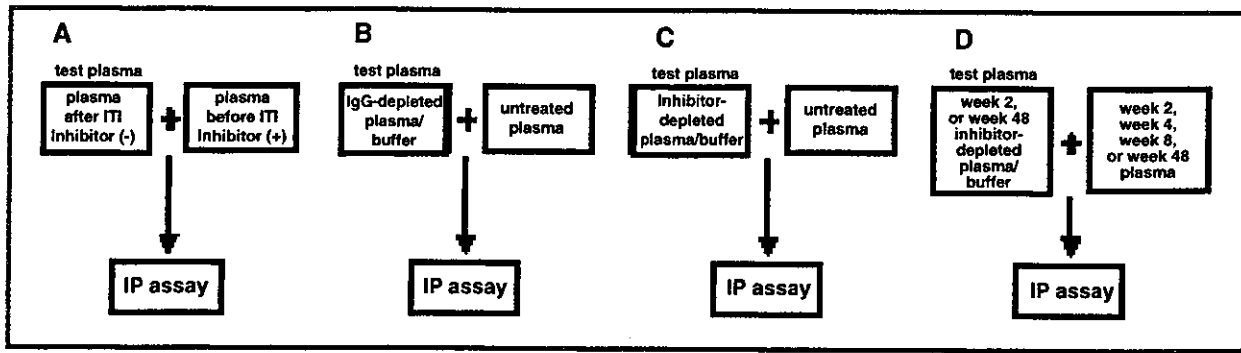 A
test plasma
plasma
after ITI
inhibitor (-)
+
plasma
before ITI
Inhibitor (+)
IP assay
B
test plasma
IgG-depleted
plasma/
buffer
+
untreated
plasma
IP assay
C
test plasma
Inhibitor-
depleted
plasma/buffer
+
untreated
plasma
IP assay
D
test plasma
week 2,
or week 48
inhibitor-
depleted
plasma/
buffer
+
week 2,
week 4,
week 8,
or week 48
plasma
IP assay